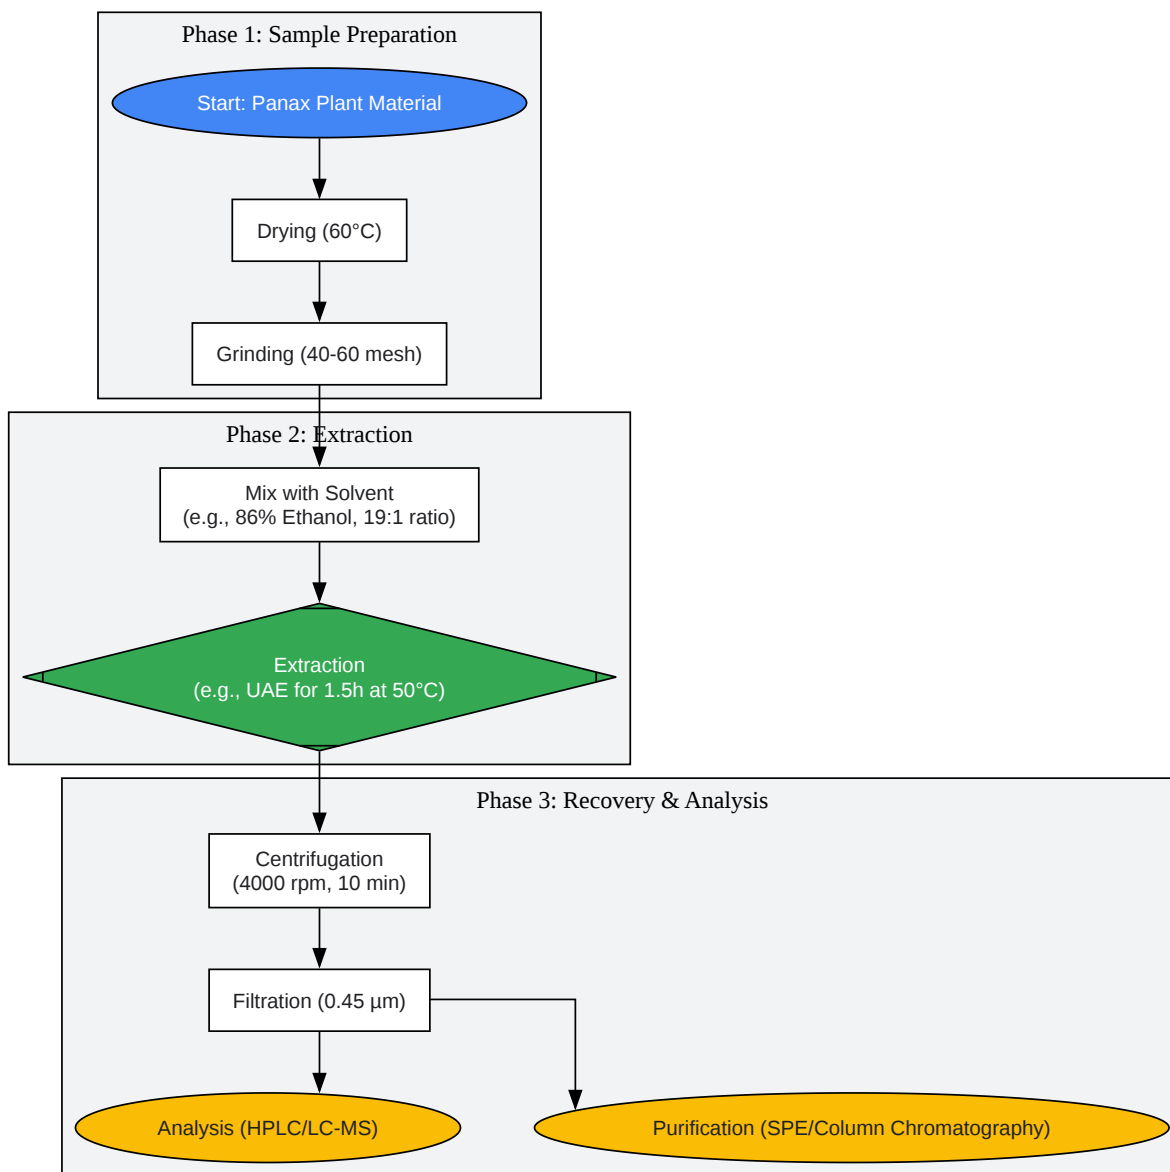 Phase 1: Sample Preparation
Start: Panax Plant Material
Drying (60°C)
Grinding (40-60 mesh)
Phase 2: Extraction
Mix with Solvent
(e.g., 86% Ethanol, 19:1 ratio)
Extraction
(e.g., UAE for 1.5h at 50°C)
Phase 3: Recovery & Analysis
Centrifugation
(4000 rpm, 10 min)
Filtration (0.45 µm)
Analysis (HPLC/LC-MS)
Purification (SPE/Column Chromatography)